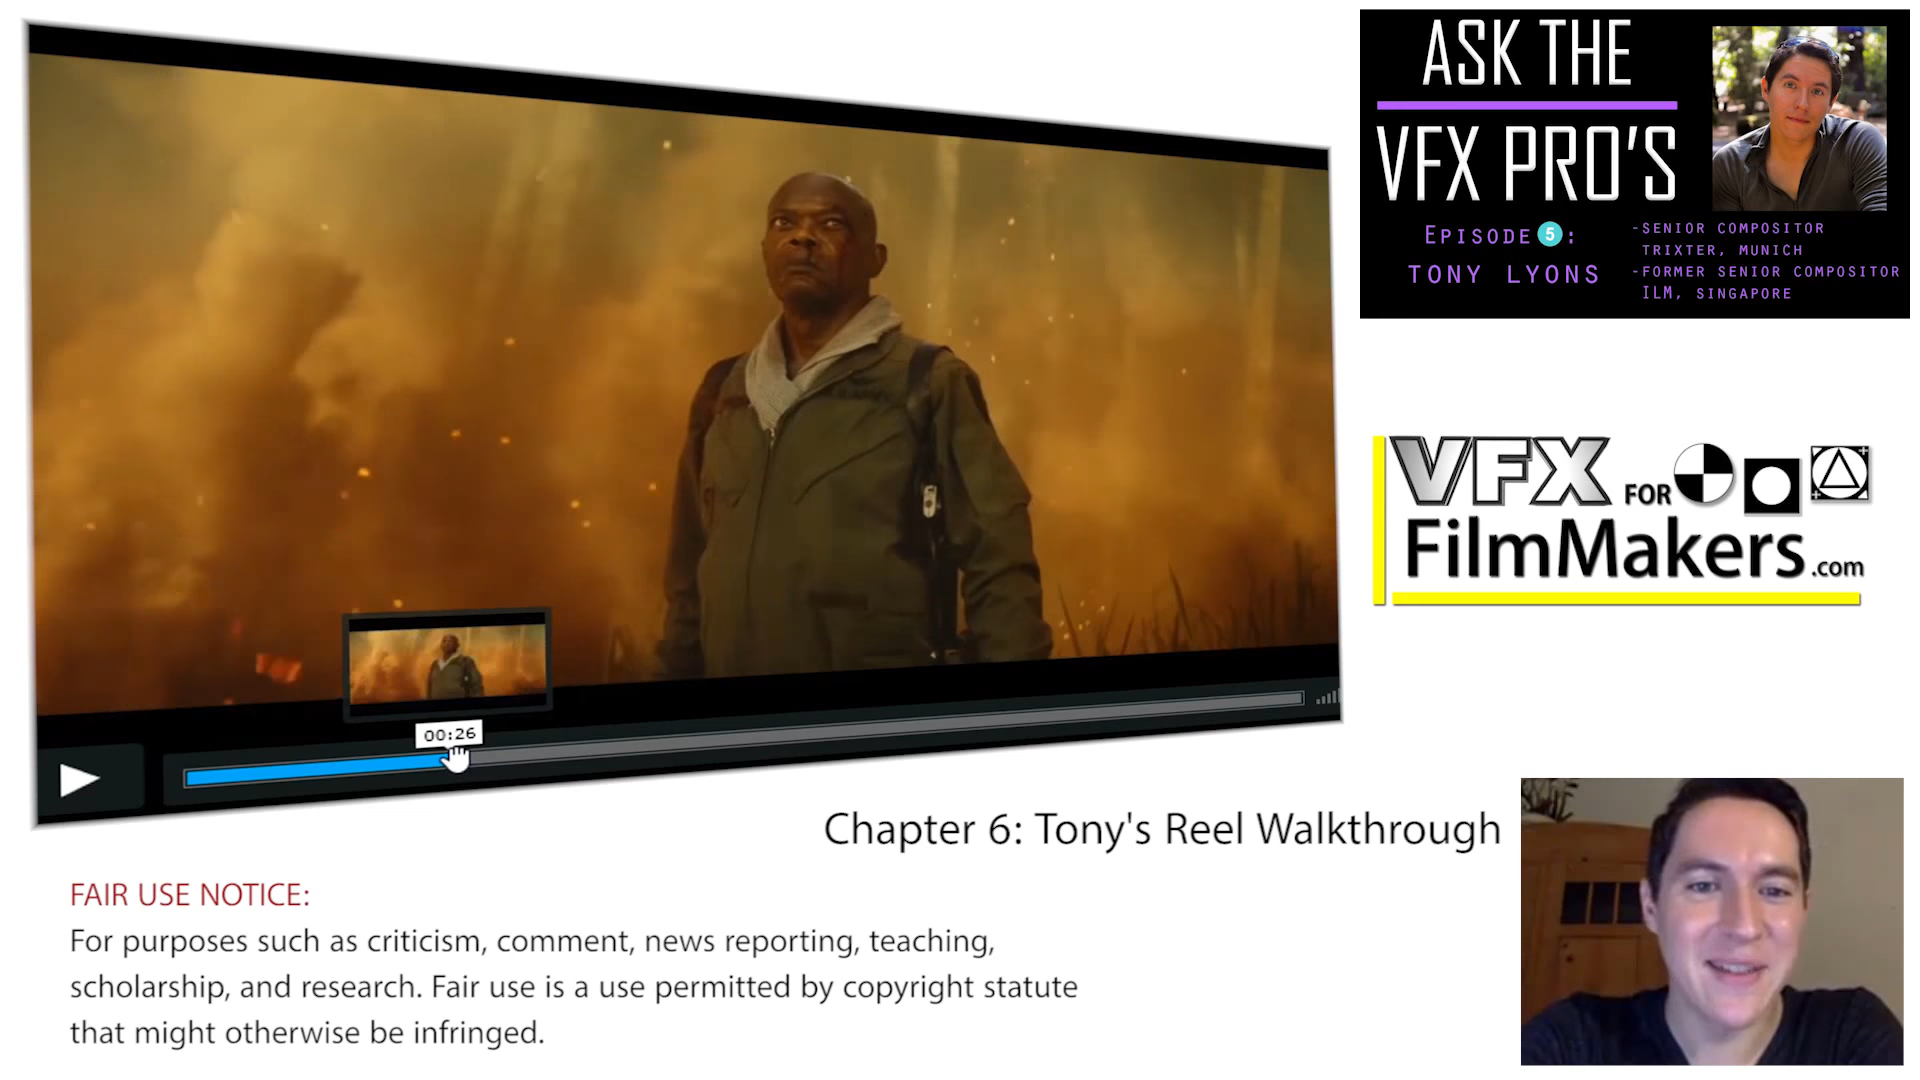 ASK THE
VFX PRO'S
EPISODE 5:
TONY LYONS
-SENIOR COMPOSITOR
TRIXTER, MUNICH
-FORMER SENIOR COMPOSITOR
ILM, SINGAPORE
VFX FOR
FilmMakers.com
00:26
Chapter 6: Tony's Reel Walkthrough
FAIR USE NOTICE:
For purposes such as criticism, comment, news reporting, teaching,
scholarship, and research. Fair use is a use permitted by copyright statute
that might otherwise be infringed.